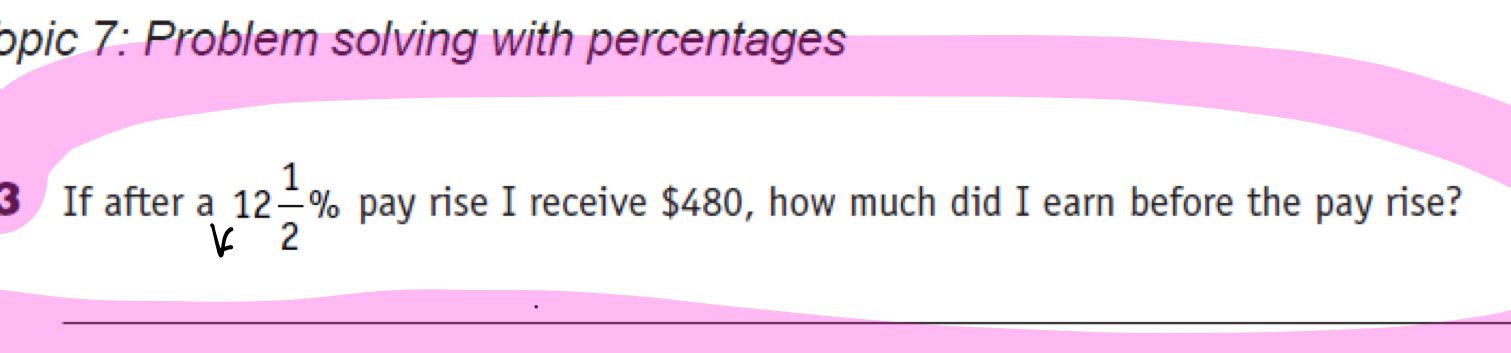 opic 7: Problem solving with percentages
3 If after a 12 1/2 % pay rise I receive $480, how much did I earn before the pay rise?